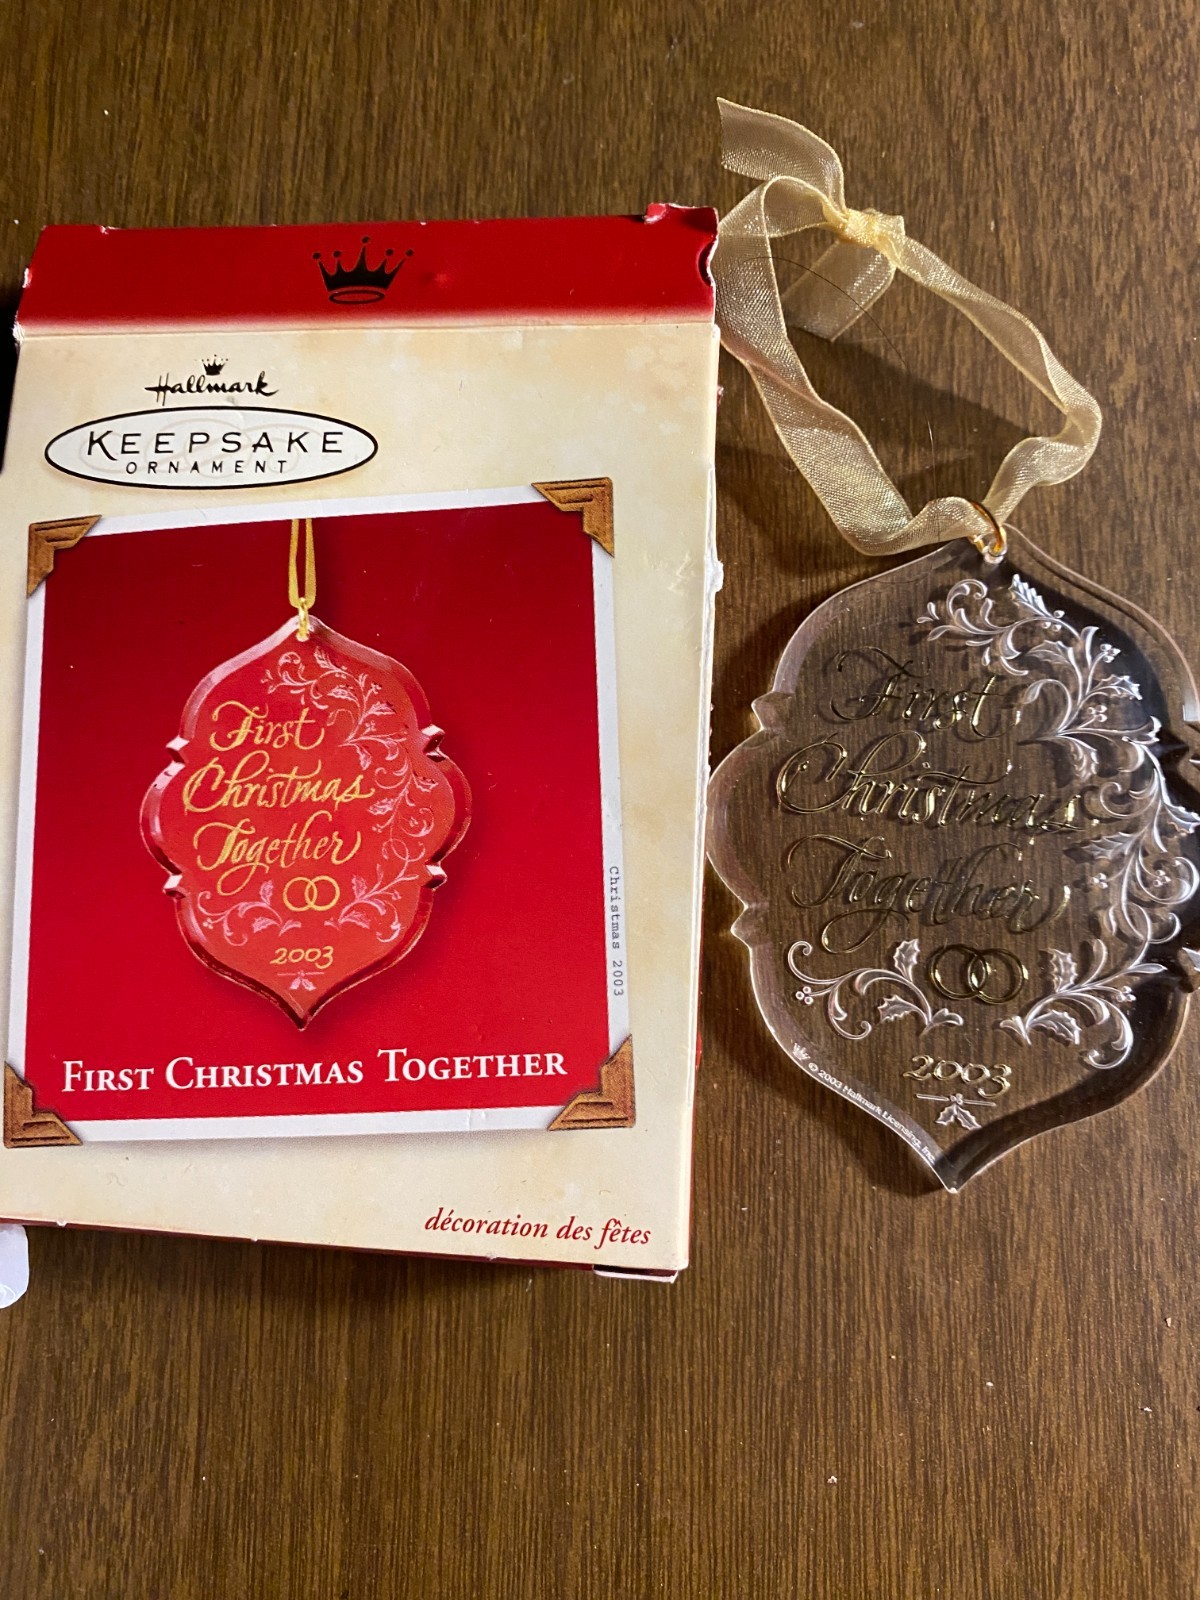 Hallmark
KEEPSAKE
ORNAMENT
First
Christmas
Together
2003
Christmas 2003
FIRST CHRISTMAS TOGETHER
décoration des fêtes
First
Christmas
Together
2003
© 2003 Hallmark Licensing, Inc.